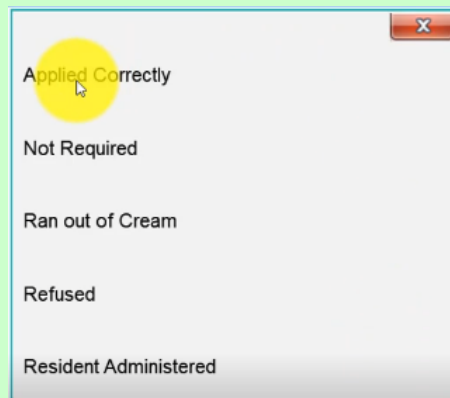 Applied Correctly
Not Required
Ran out of Cream
Refused
Resident Administered